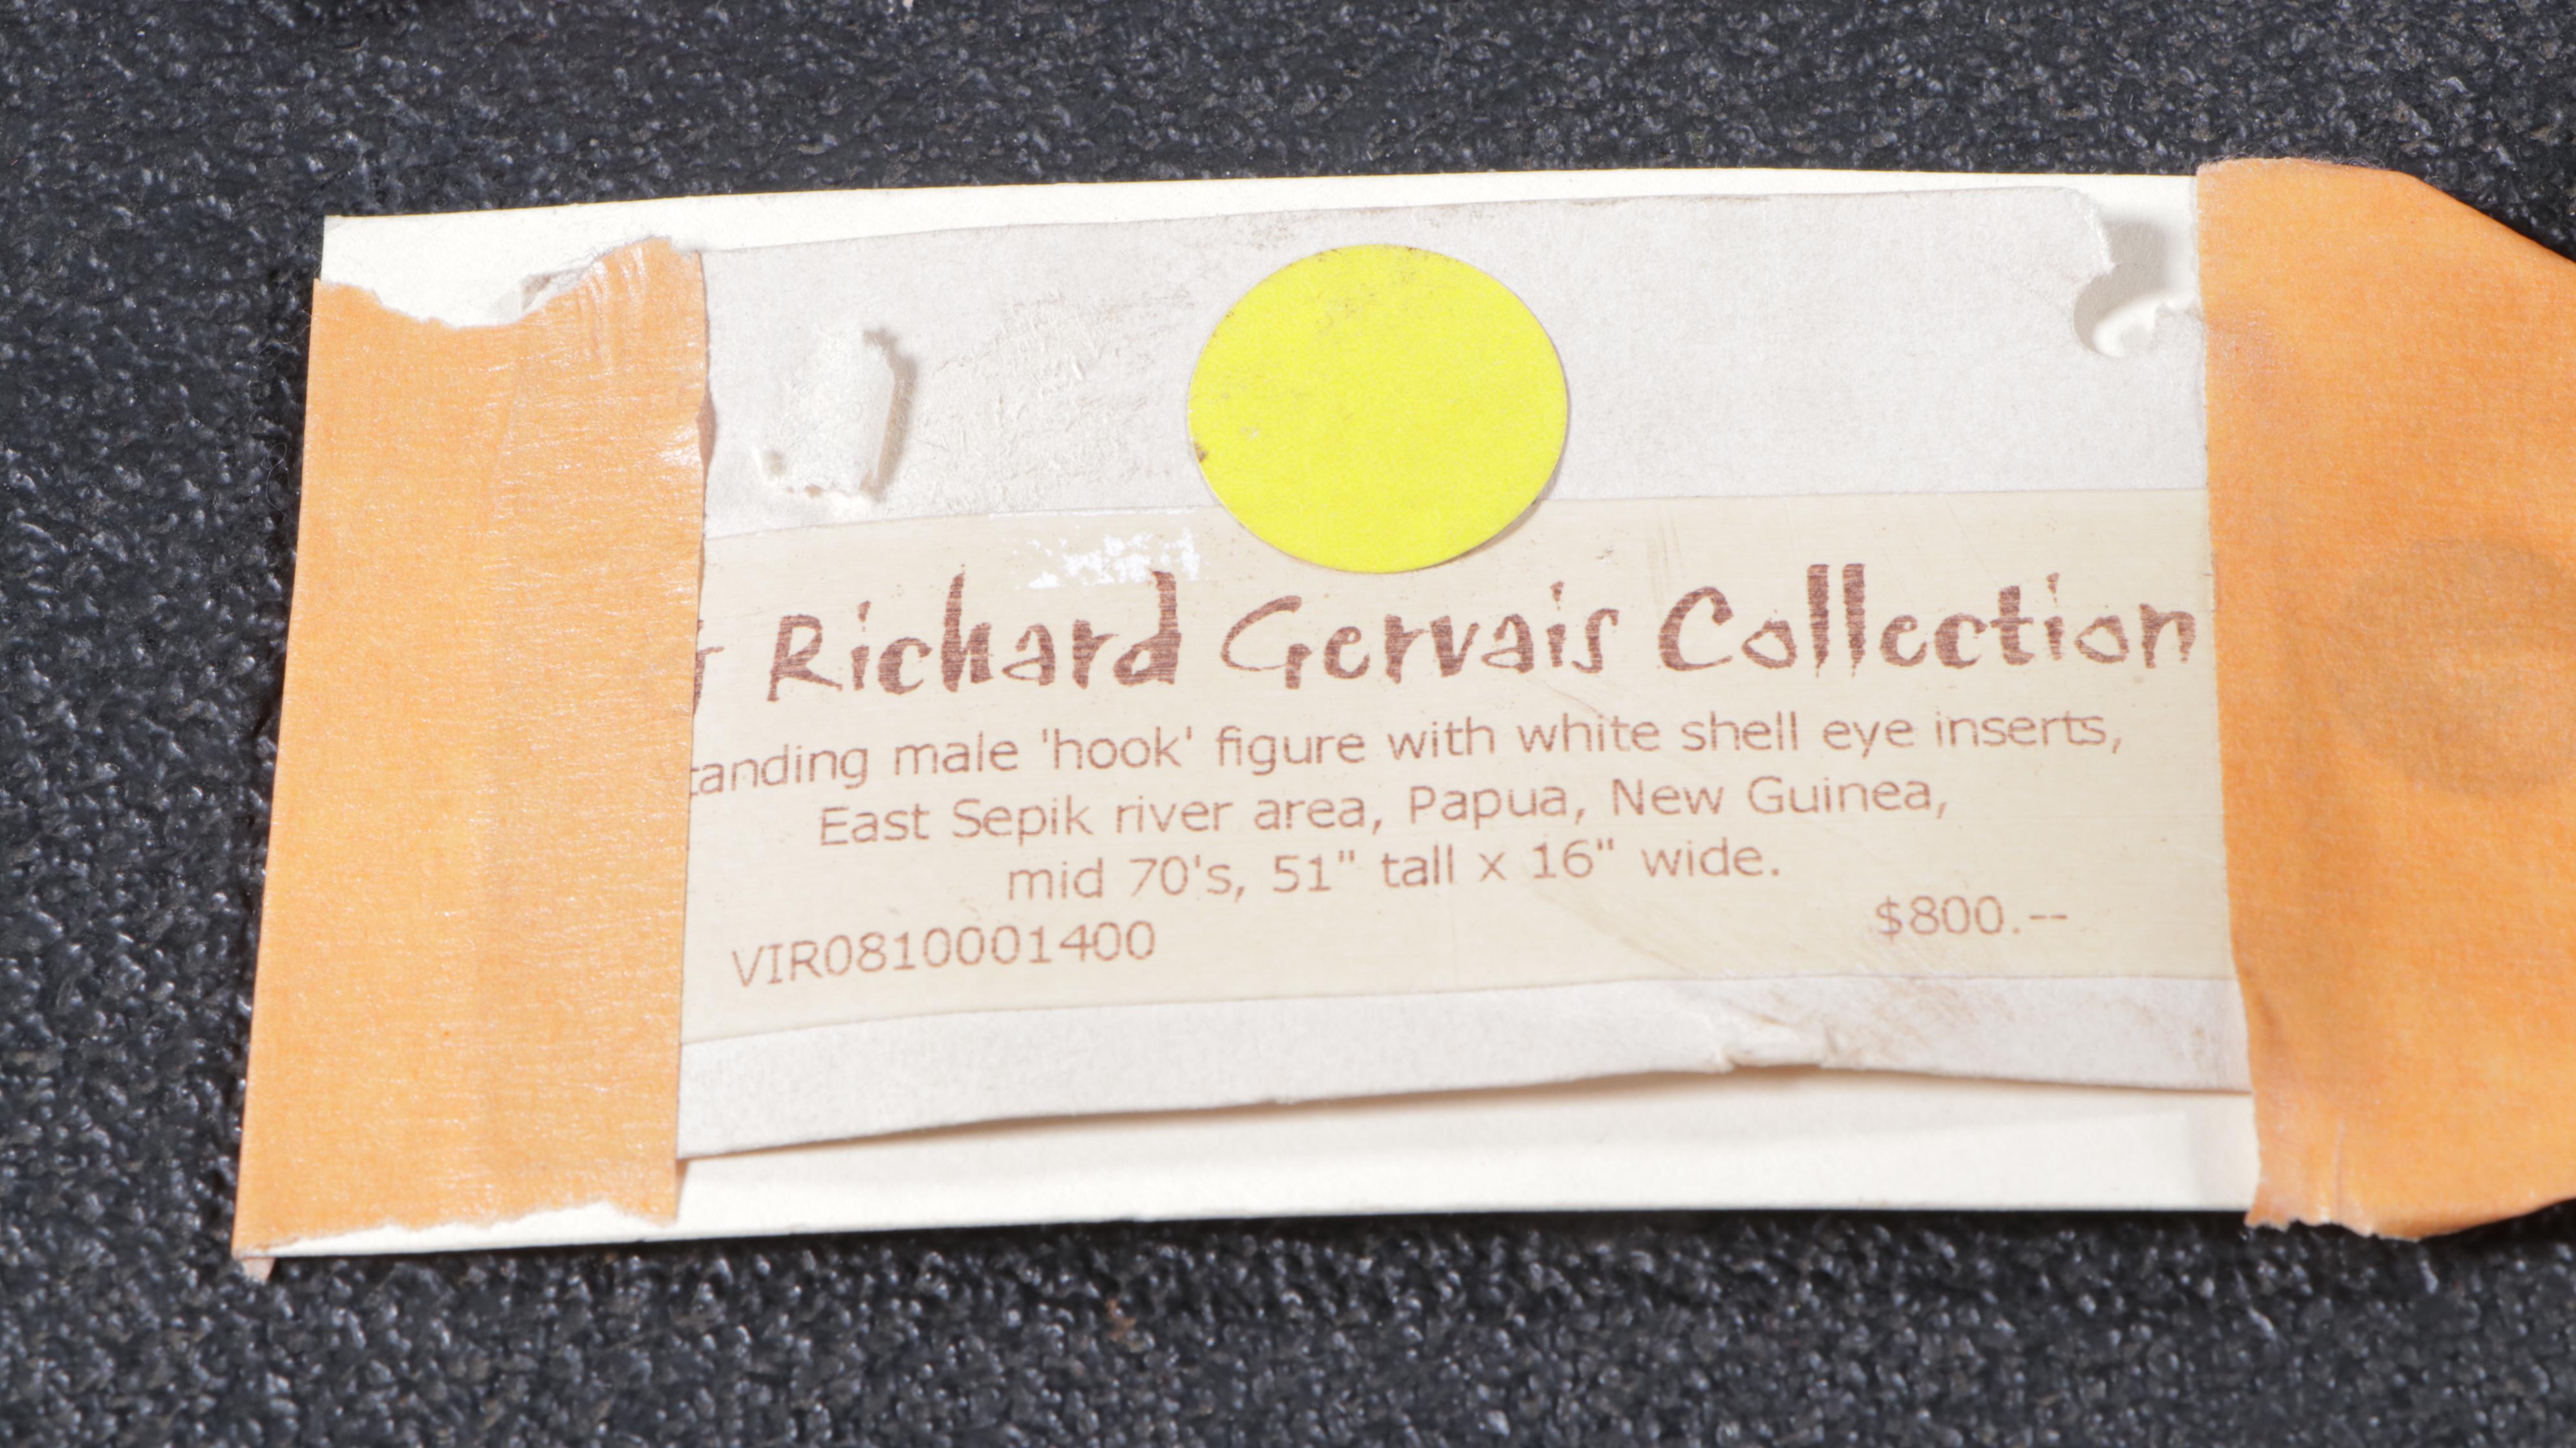 Richard Gervais Collection
tanding male 'hook' figure with white shell eye inserts,
East Sepik river area, Papua, New Guinea,
mid 70's, 51" tall x 16" wide.
$800.--
VIR0810001400